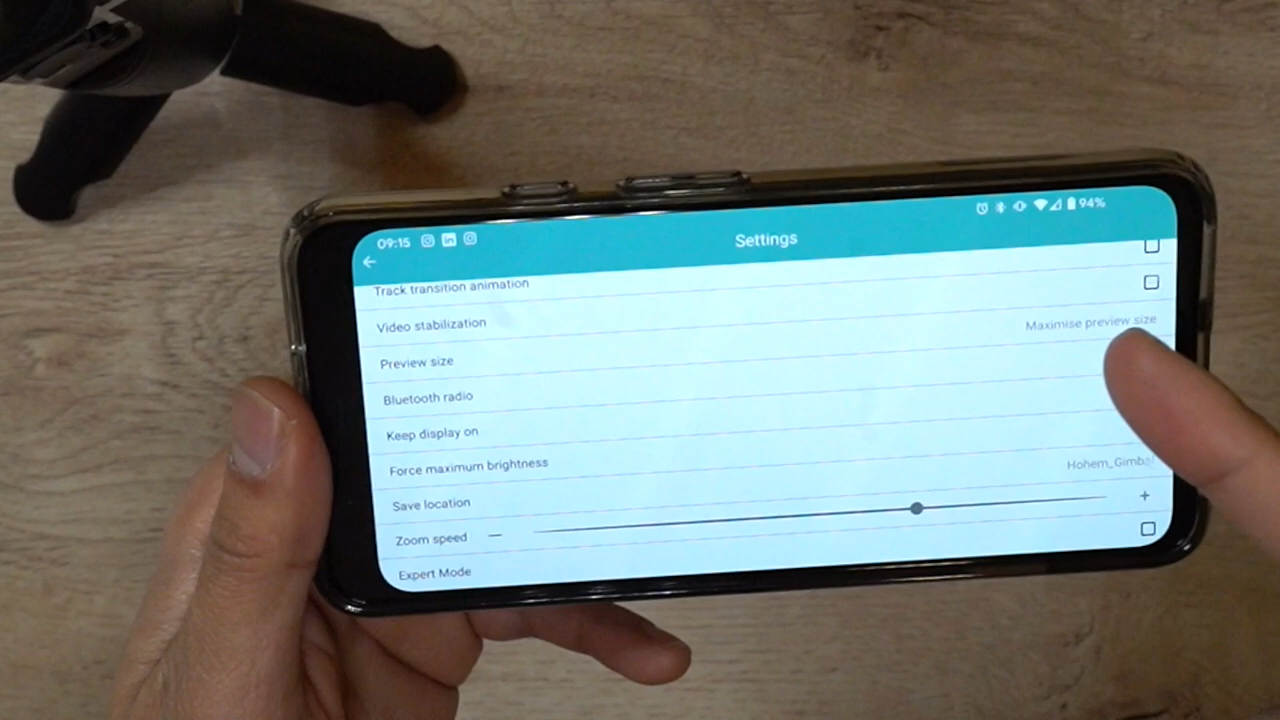 09:15 94%
Settings
Track transition animation
Video stabilization
Preview size Maximise preview size
Bluetooth radio
Keep display on
Force maximum brightness
Save location Hohem_Gimbal
Zoom speed — +
Expert Mode